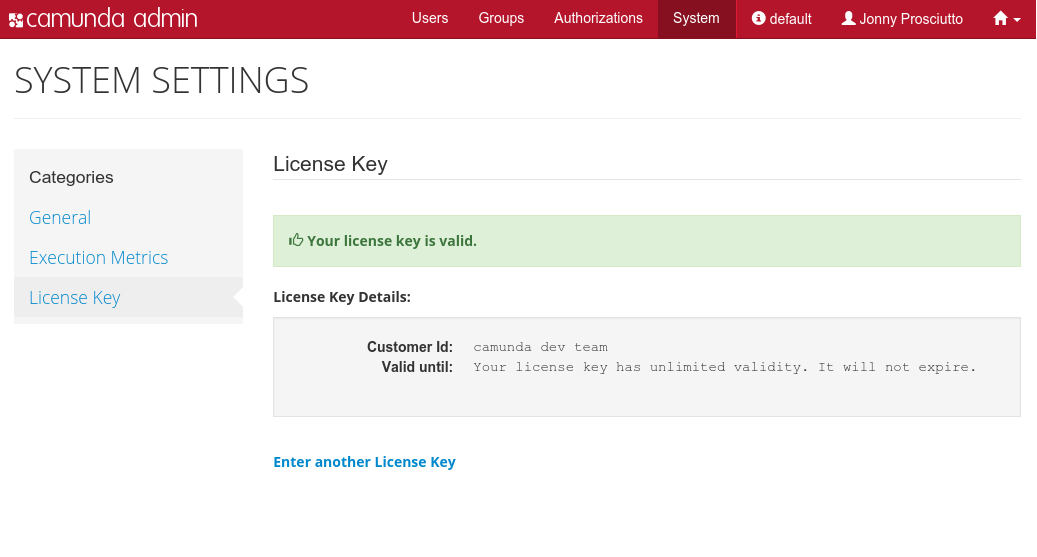 camunda admin Users Groups Authorizations System default Jonny Prosciutto
SYSTEM SETTINGS
Categories
General
Execution Metrics
License Key
License Key
Your license key is valid.
License Key Details:
Customer Id: camunda dev team
Valid until: Your license key has unlimited validity. It will not expire.
Enter another License Key